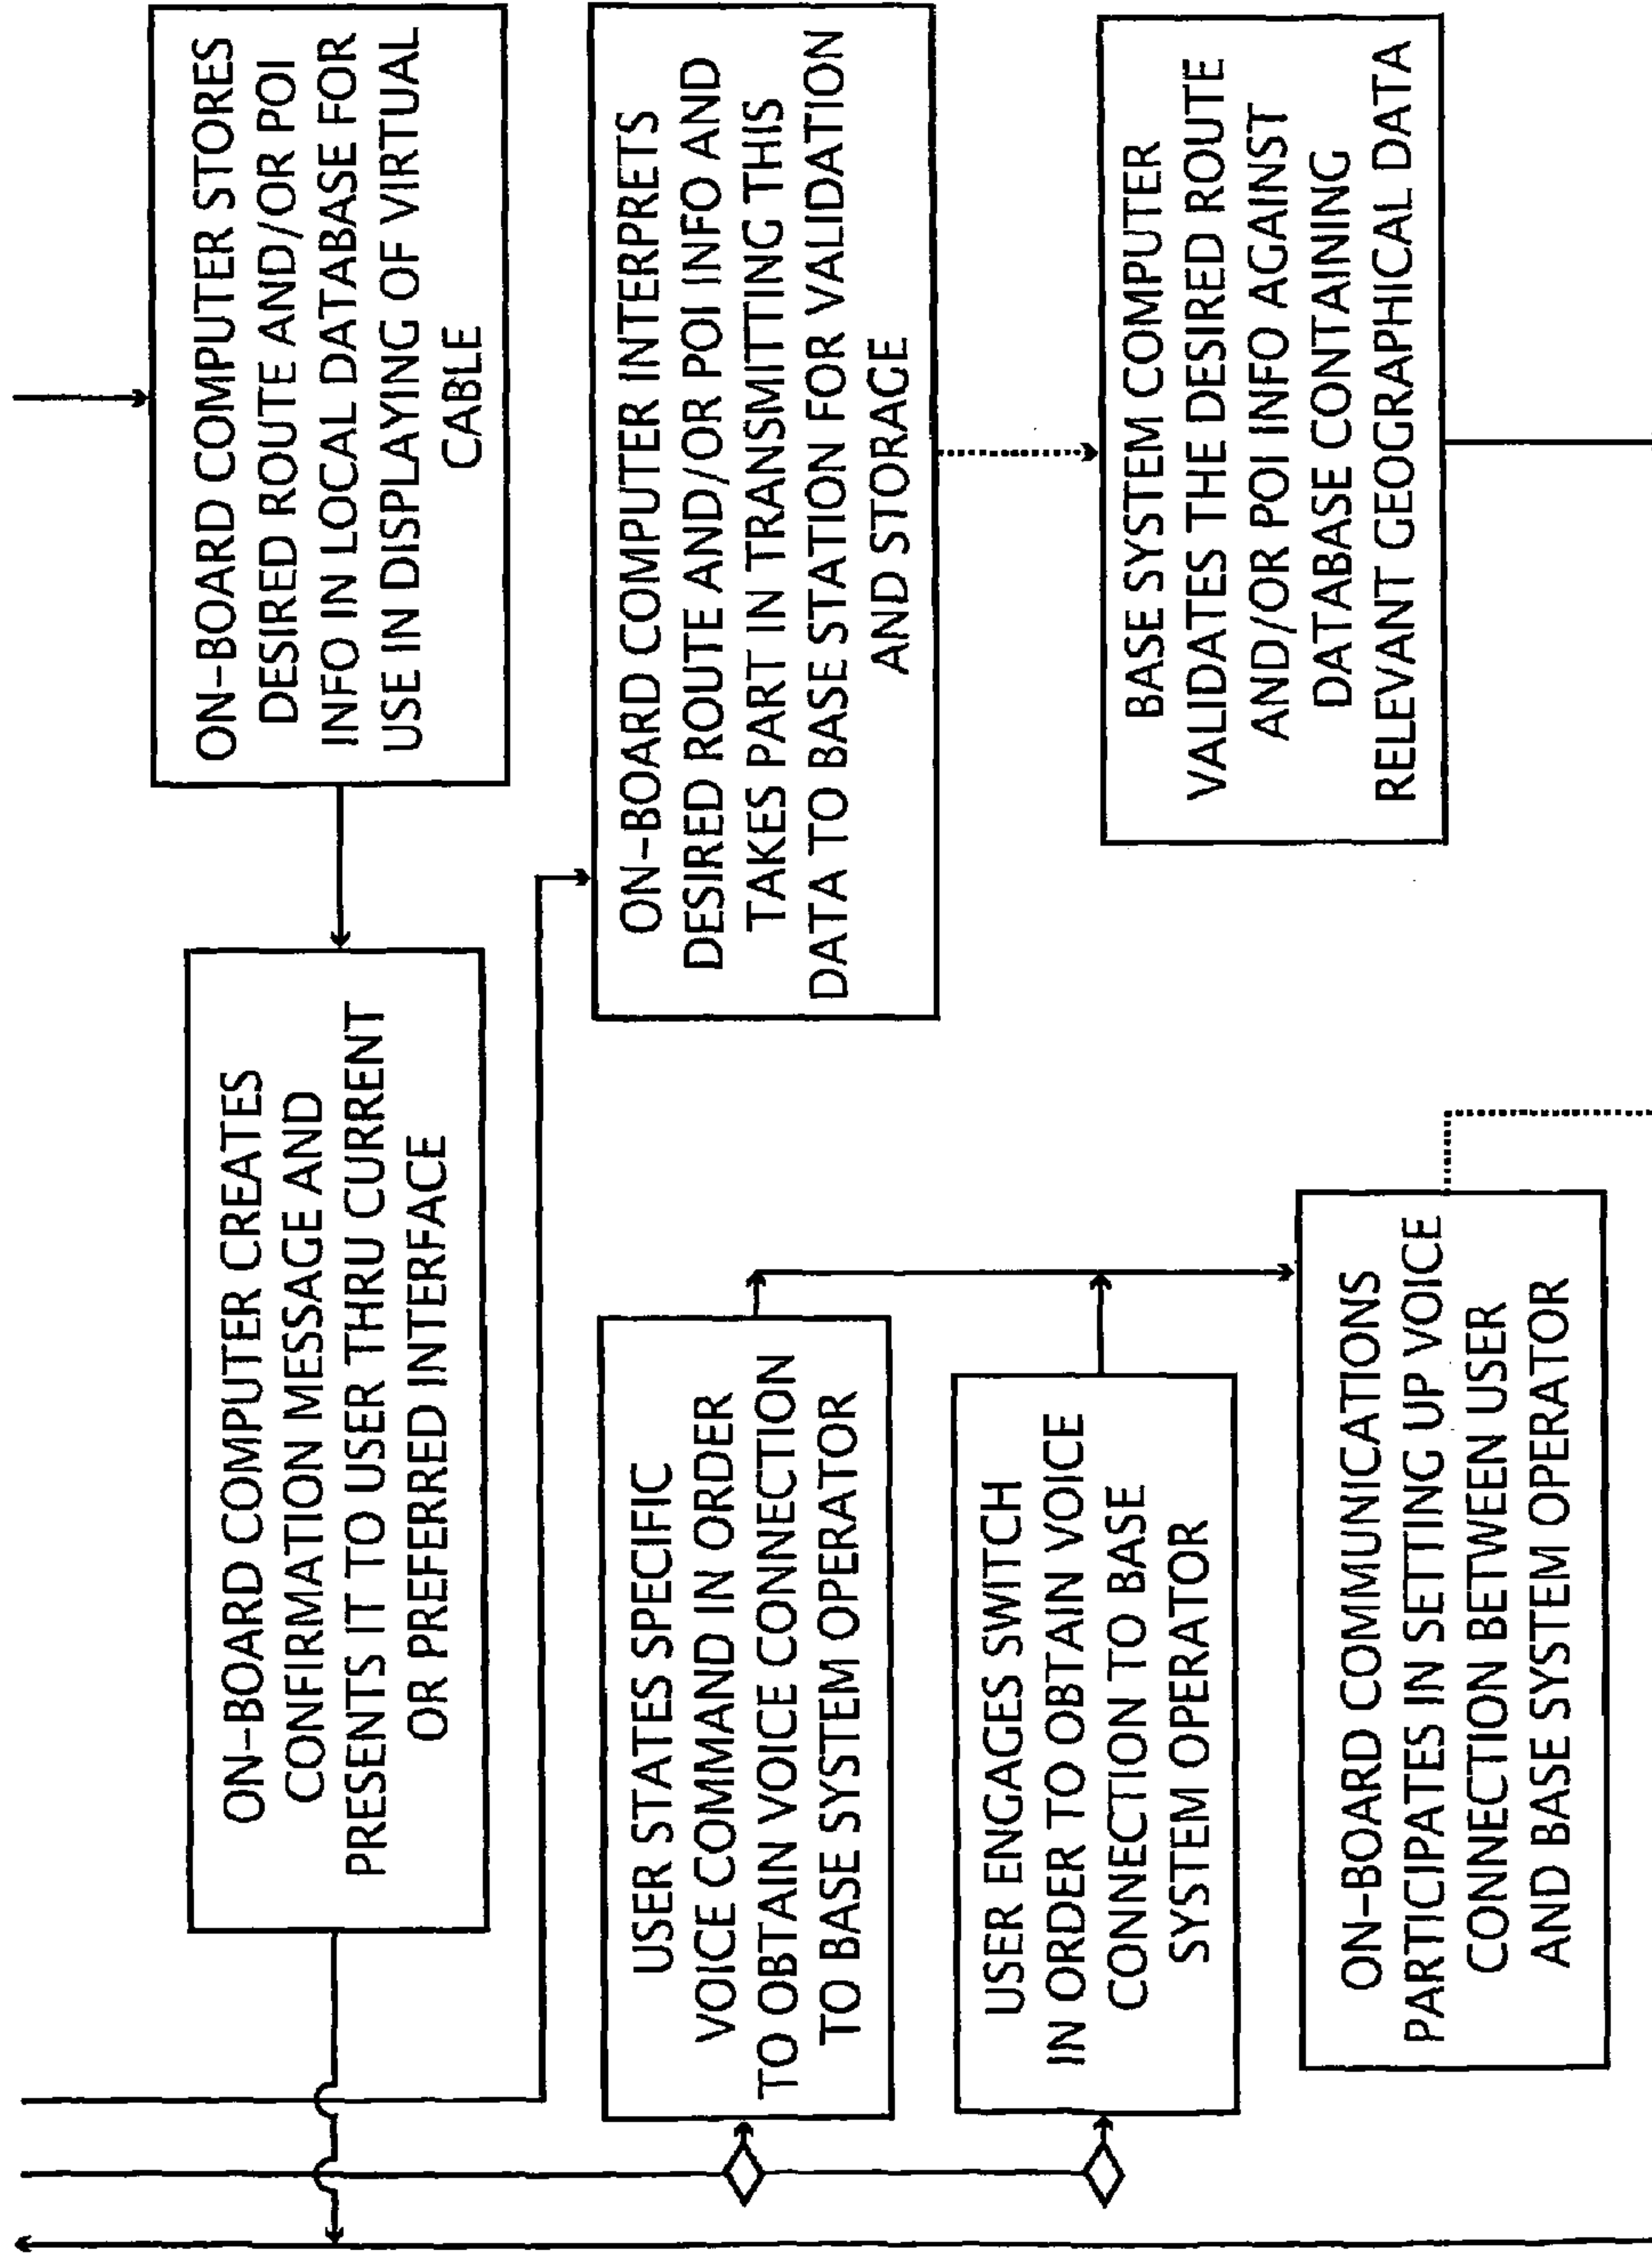 ON-BOARD COMPUTER STORES
DESIRED ROUTE AND/OR POI
INFO IN LOCAL DATABASE FOR
USE IN DISPLAYING OF VIRTUAL
CABLE
ON-BOARD COMPUTER CREATES
CONFIRMATION MESSAGE AND
PRESENTS IT TO USER THRU CURRENT
OR PREFERRED INTERFACE
ON-BOARD COMPUTER INTERPRETS
DESIRED ROUTE AND/OR POI INFO AND
TAKES PART IN TRANSMITTING THIS
DATA TO BASE STATION FOR VALIDATION
AND STORAGE
USER STATES SPECIFIC
VOICE COMMAND IN ORDER
TO OBTAIN VOICE CONNECTION
TO BASE SYSTEM OPERATOR
USER ENGAGES SWITCH
IN ORDER TO OBTAIN VOICE
CONNECTION TO BASE
SYSTEM OPERATOR
BASE SYSTEM COMPUTER
VALIDATES THE DESIRED ROUTE
AND/OR POI INFO AGAINST
DATABASE CONTAINING
RELEVANT GEOGRAPHICAL DATA
ON-BOARD COMMUNICATIONS
PARTICIPATES IN SETTING UP VOICE
CONNECTION BETWEEN USER
AND BASE SYSTEM OPERATOR